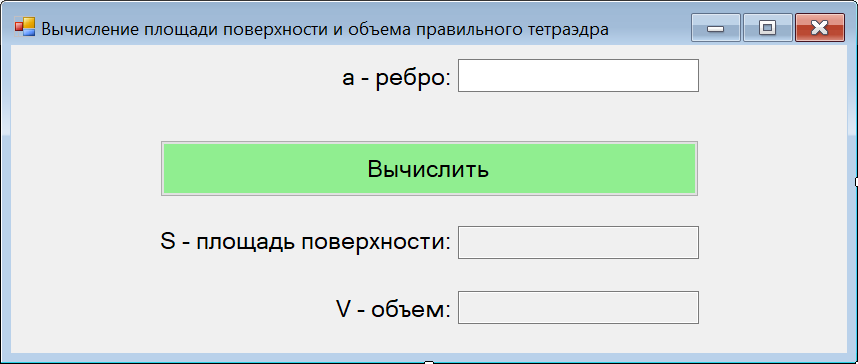 Вычисление площади поверхности и объема правильного тетраэдра
a - ребро:
Вычислить
S - площадь поверхности:
V - объем: